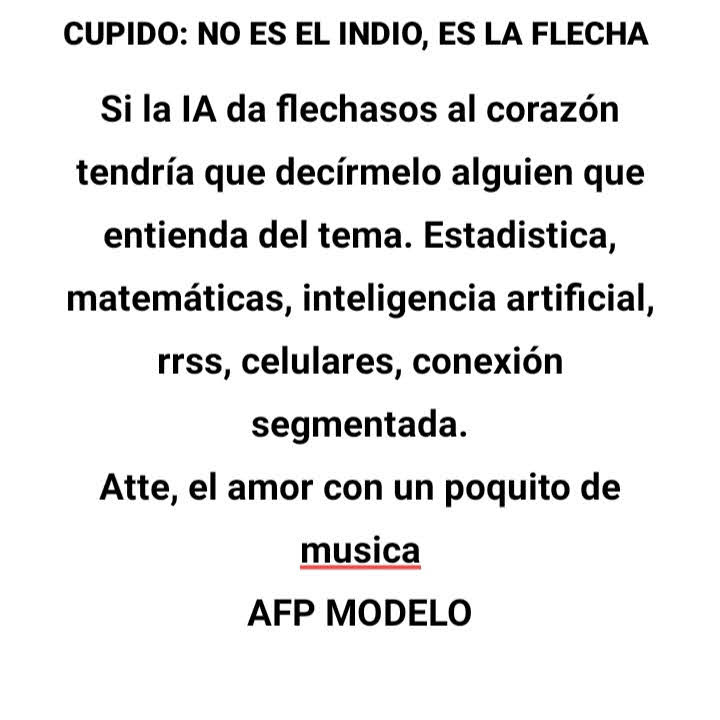 CUPIDO: NO ES EL INDIO, ES LA FLECHA
Si la IA da flechasos al corazón
tendría que decírmelo alguien que
entienda del tema. Estadistica,
matemáticas, inteligencia artificial,
rrss, celulares, conexión
segmentada.
Atte, el amor con un poquito de
musica
AFP MODELO